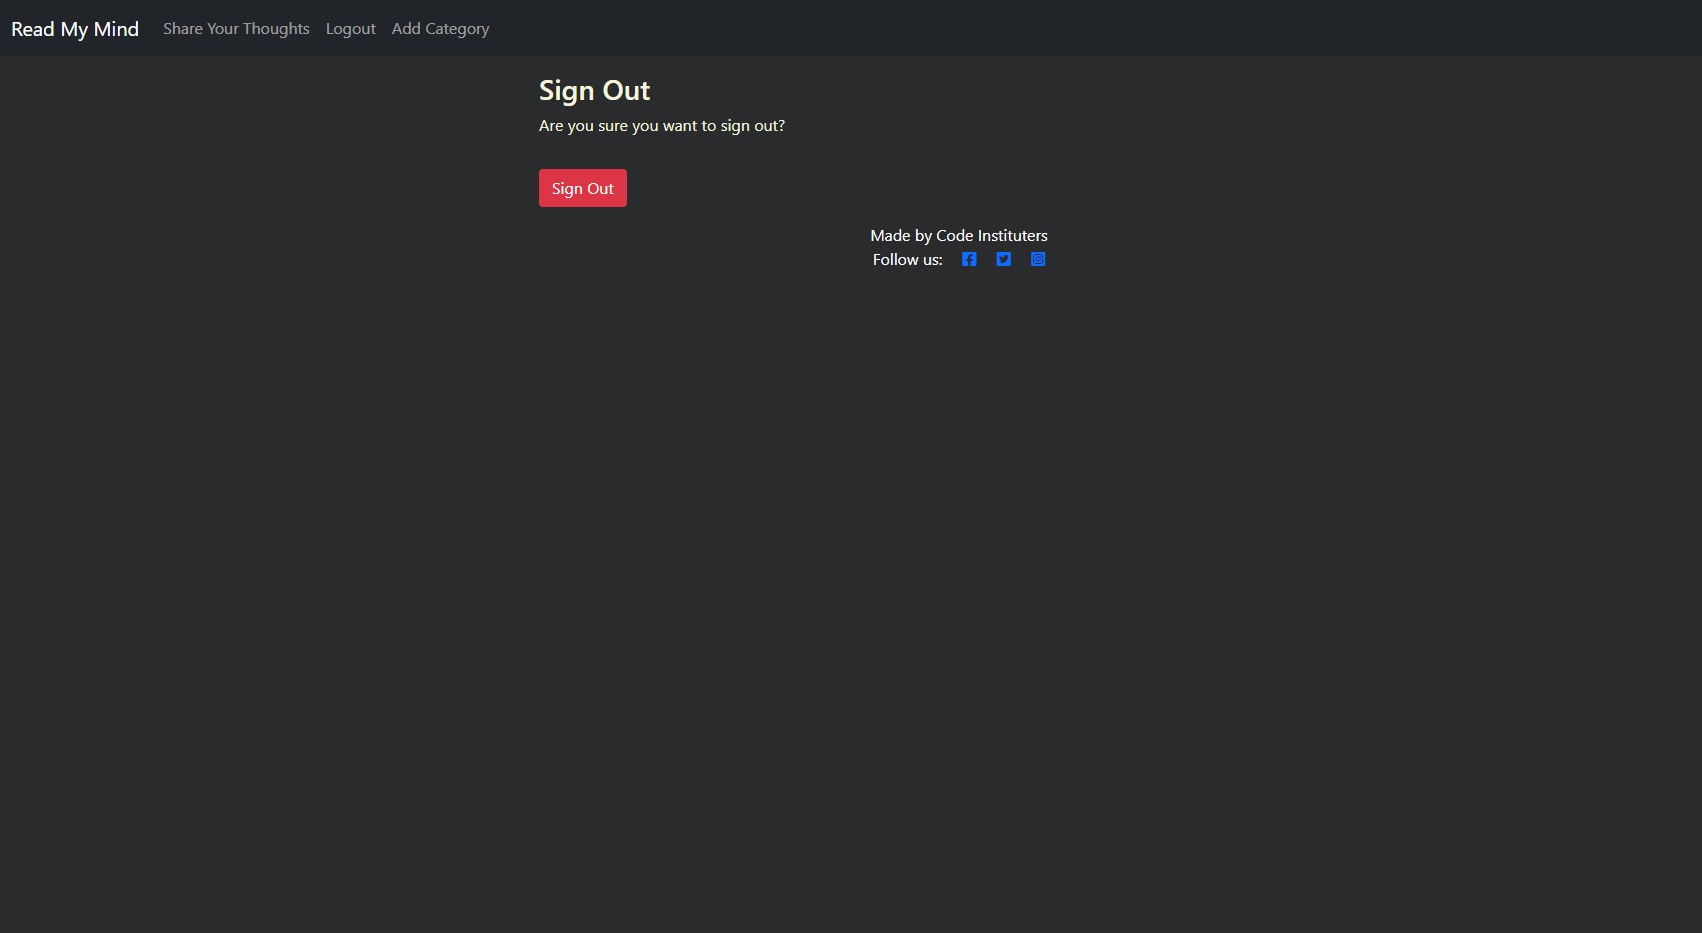 Read My Mind Share Your Thoughts Logout Add Category
Sign Out
Are you sure you want to sign out?
Sign Out
Made by Code Instituters
Follow us: